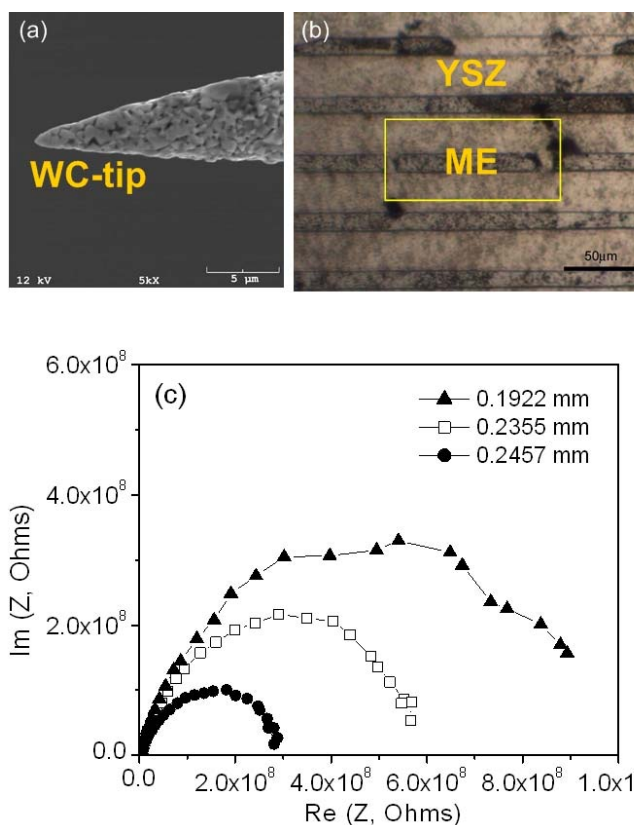 (a)
WC-tip
12 kV 5kX 5 μm
(b)
YSZ
ME
50μm
(c)
0.1922 mm
0.2355 mm
0.2457 mm
6.0x10⁸
4.0x10⁸
2.0x10⁸
0.0
Im (Z, Ohms)
0.0 2.0x10⁸ 4.0x10⁸ 6.0x10⁸ 8.0x10⁸ 1.0x1
Re (Z, Ohms)